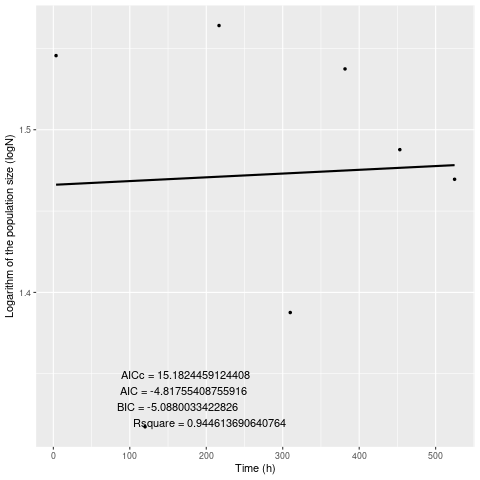 Logarithm of the population size (logN)
1.5
1.4
AICc = 15.1824459124408
AIC = -4.81755408755916
BIC = -5.0880033422826
Rsquare = 0.944613690640764
0 100 200 300 400 500
Time (h)